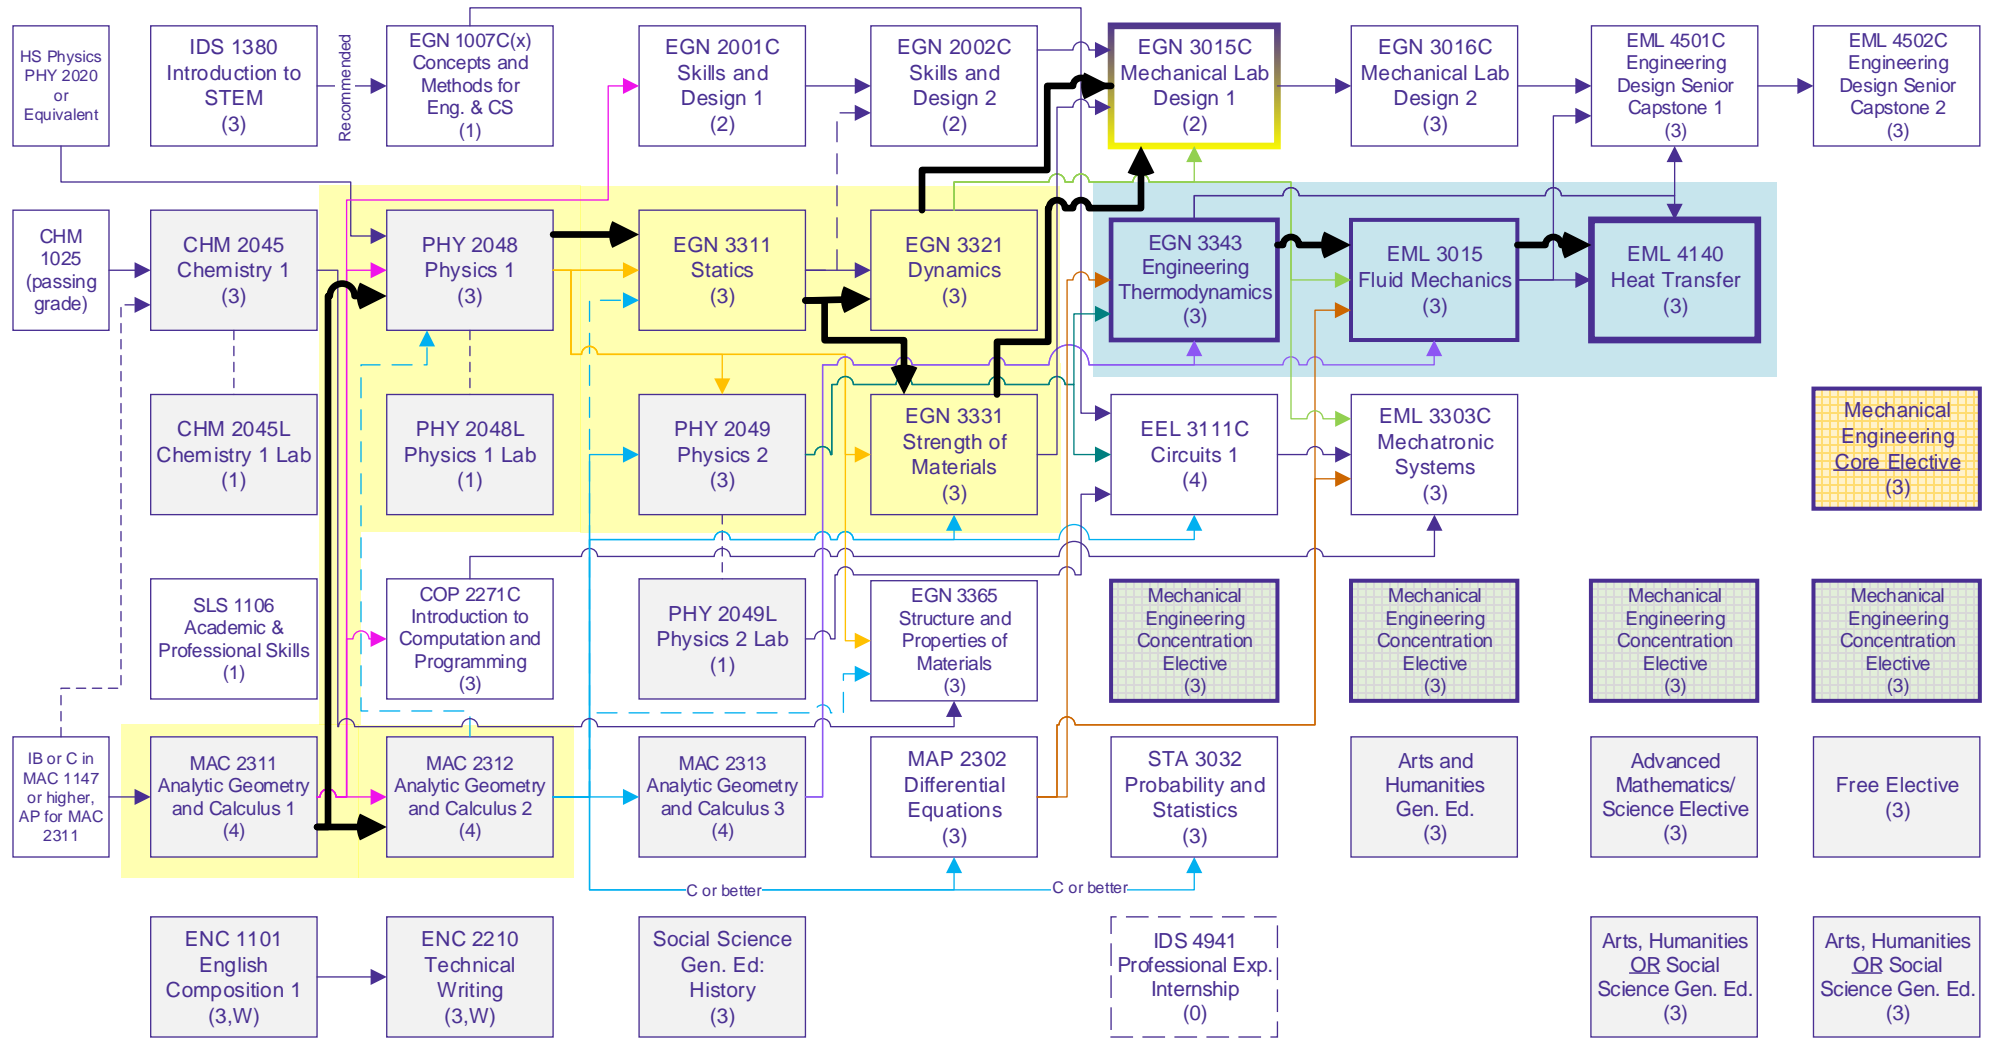 HS Physics
PHY 2020
or
Equivalent
IDS 1380
Introduction to
STEM
(3)
Recommended
EGN 1007C(x)
Concepts and
Methods for
Eng. & CS
(1)
EGN 2001C
Skills and
Design 1
(2)
EGN 2002C
Skills and
Design 2
(2)
EGN 3015C
Mechanical Lab
Design 1
(2)
EGN 3016C
Mechanical Lab
Design 2
(3)
EML 4501C
Engineering
Design Senior
Capstone 1
(3)
EML 4502C
Engineering
Design Senior
Capstone 2
(3)
CHM
1025
(passing
grade)
CHM 2045
Chemistry 1
(3)
PHY 2048
Physics 1
(3)
EGN 3311
Statics
(3)
EGN 3321
Dynamics
(3)
EGN 3343
Engineering
Thermodynamics
(3)
EML 3015
Fluid Mechanics
(3)
EML 4140
Heat Transfer
(3)
CHM 2045L
Chemistry 1 Lab
(1)
PHY 2048L
Physics 1 Lab
(1)
PHY 2049
Physics 2
(3)
EGN 3331
Strength of
Materials
(3)
EEL 3111C
Circuits 1
(4)
EML 3303C
Mechatronic
Systems
(3)
Mechanical
Engineering
Core Elective
(3)
SLS 1106
Academic &
Professional Skills
(1)
COP 2271C
Introduction to
Computation and
Programming
(3)
PHY 2049L
Physics 2 Lab
(1)
EGN 3365
Structure and
Properties of
Materials
(3)
Mechanical
Engineering
Concentration
Elective
(3)
Mechanical
Engineering
Concentration
Elective
(3)
Mechanical
Engineering
Concentration
Elective
(3)
Mechanical
Engineering
Concentration
Elective
(3)
IB or C in
MAC 1147
or higher,
AP for MAC
2311
MAC 2311
Analytic Geometry
and Calculus 1
(4)
MAC 2312
Analytic Geometry
and Calculus 2
(4)
MAC 2313
Analytic Geometry
and Calculus 3
(4)
MAP 2302
Differential
Equations
(3)
STA 3032
Probability and
Statistics
(3)
Arts and
Humanities
Gen. Ed.
(3)
Advanced
Mathematics/
Science Elective
(3)
Free Elective
(3)
C or better
C or better
ENC 1101
English
Composition 1
(3,W)
ENC 2210
Technical
Writing
(3,W)
Social Science
Gen. Ed:
History
(3)
IDS 4941
Professional Exp.
Internship
(0)
Arts, Humanities
OR Social
Science Gen. Ed.
(3)
Arts, Humanities
OR Social
Science Gen. Ed.
(3)